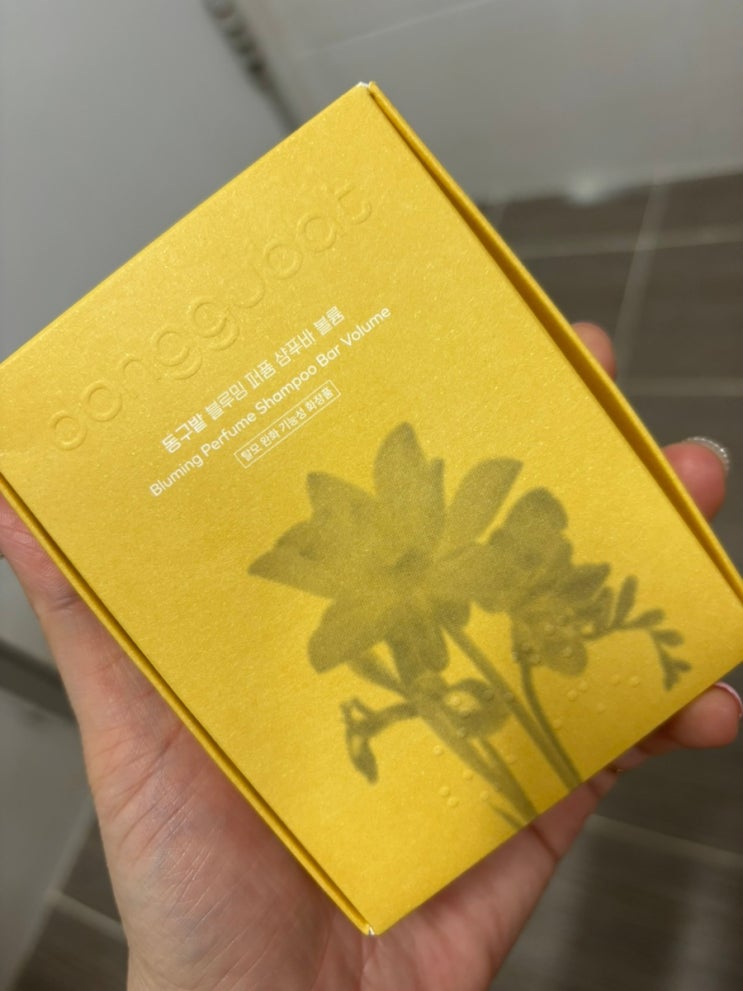 donggubat
동구밭 블루밍 퍼퓸 샴푸바 볼륨
Bluming Perfume Shampoo Bar Volume
탈모 완화 기능성 화장품